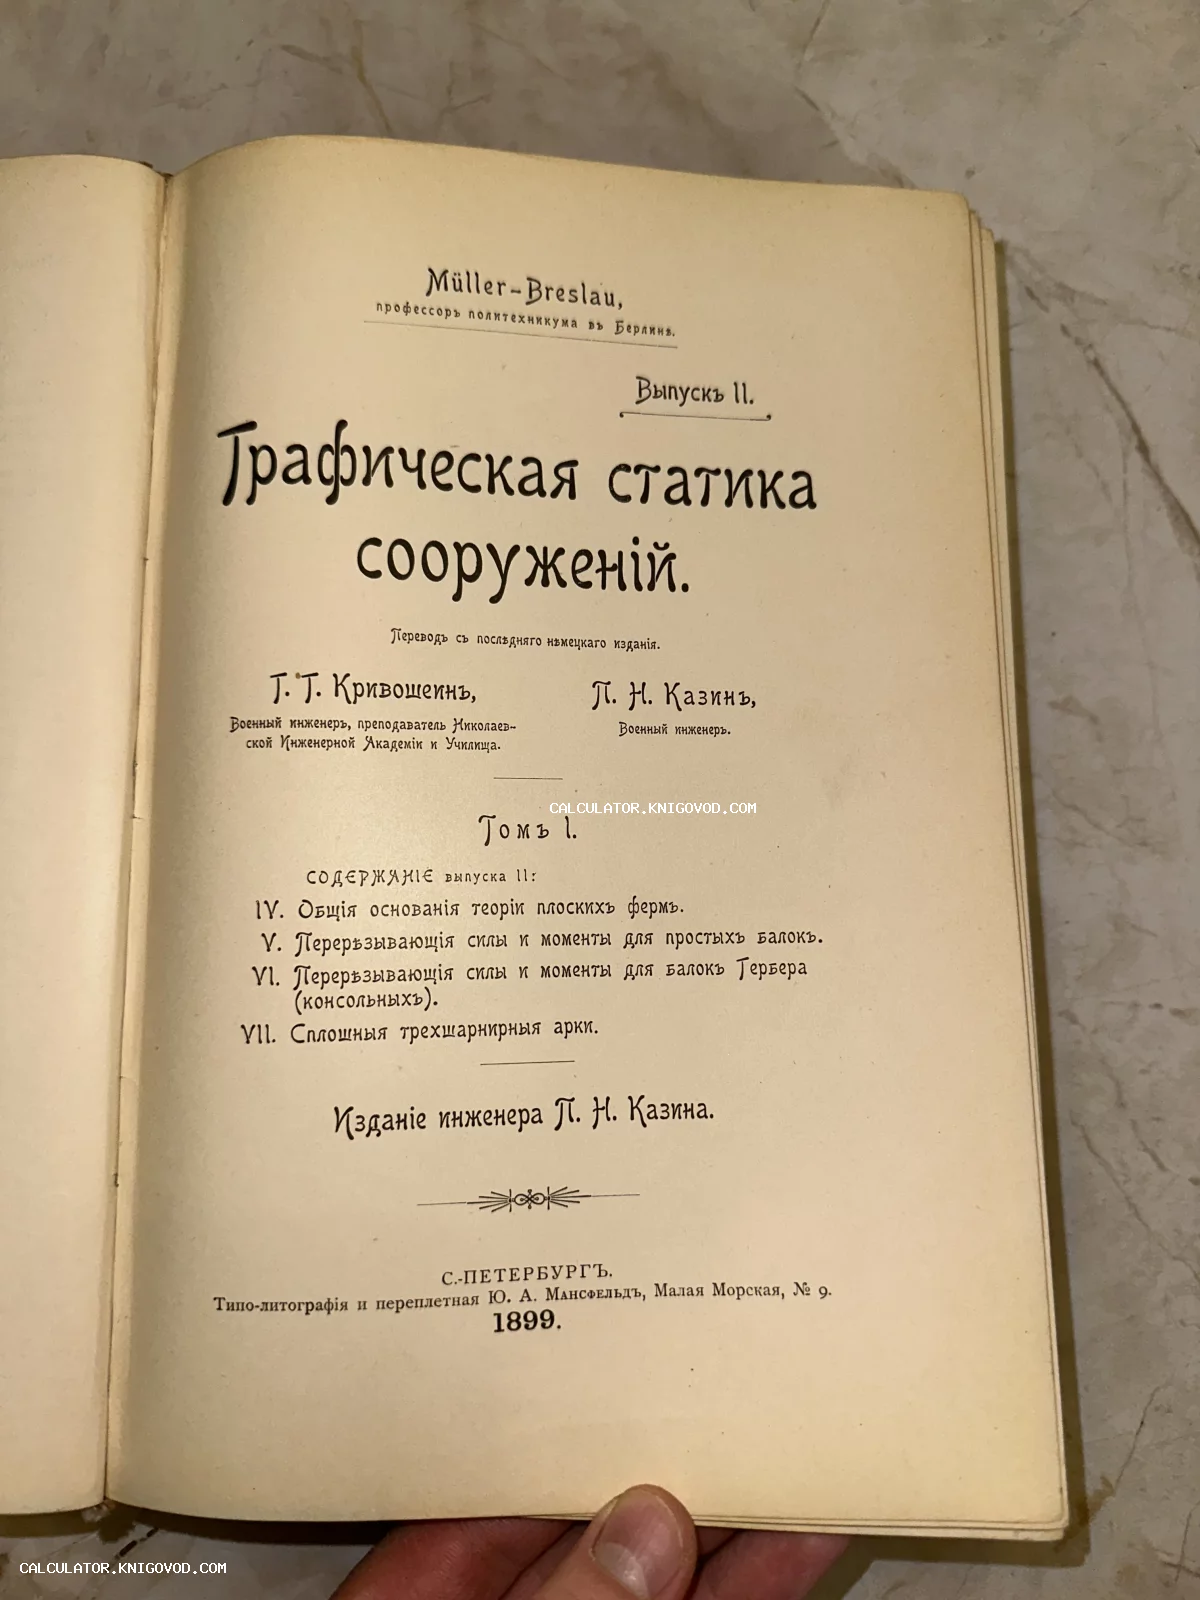 Müller-Breslau,
профессоръ политехникума въ Берлинѣ.
Выпускъ II.
Графическая статика
сооруженій.
Переводъ съ послѣдняго нѣмецкаго изданія.
Г. Г. Кривошеинъ,
Военный инженеръ, преподаватель Николаев-
ской Инженерной Академіи и Училища.
П. Н. Казинъ,
Военный инженеръ.
CALCULATOR.KNIGOVOD.COM
Томъ I.
СОДЕРЖАНІЕ выпуска II:
IV. Общія основанія теоріи плоскихъ фермъ.
V. Перерѣзывающія силы и моменты для простыхъ балокъ.
VI. Перерѣзывающія силы и моменты для балокъ Гербера
(консольныхъ).
VII. Сплошныя трехшарнирныя арки.
Изданіе инженера П. Н. Казина.
С.-ПЕТЕРБУРГЪ.
Типо-литографія и переплетная Ю. А. Мансфельдъ, Малая Морская, № 9.
1899.
CALCULATOR.KNIGOVOD.COM